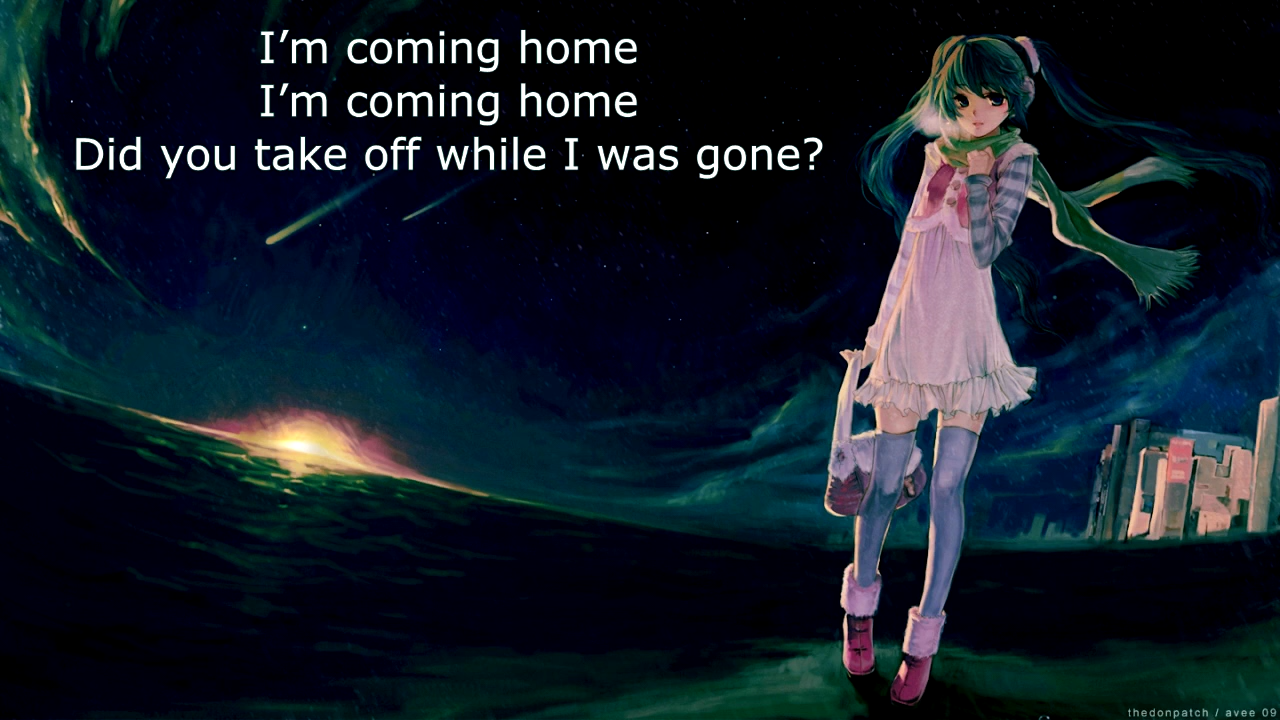 I’m coming home
I’m coming home
Did you take off while I was gone?
thedonpatch / avee 09